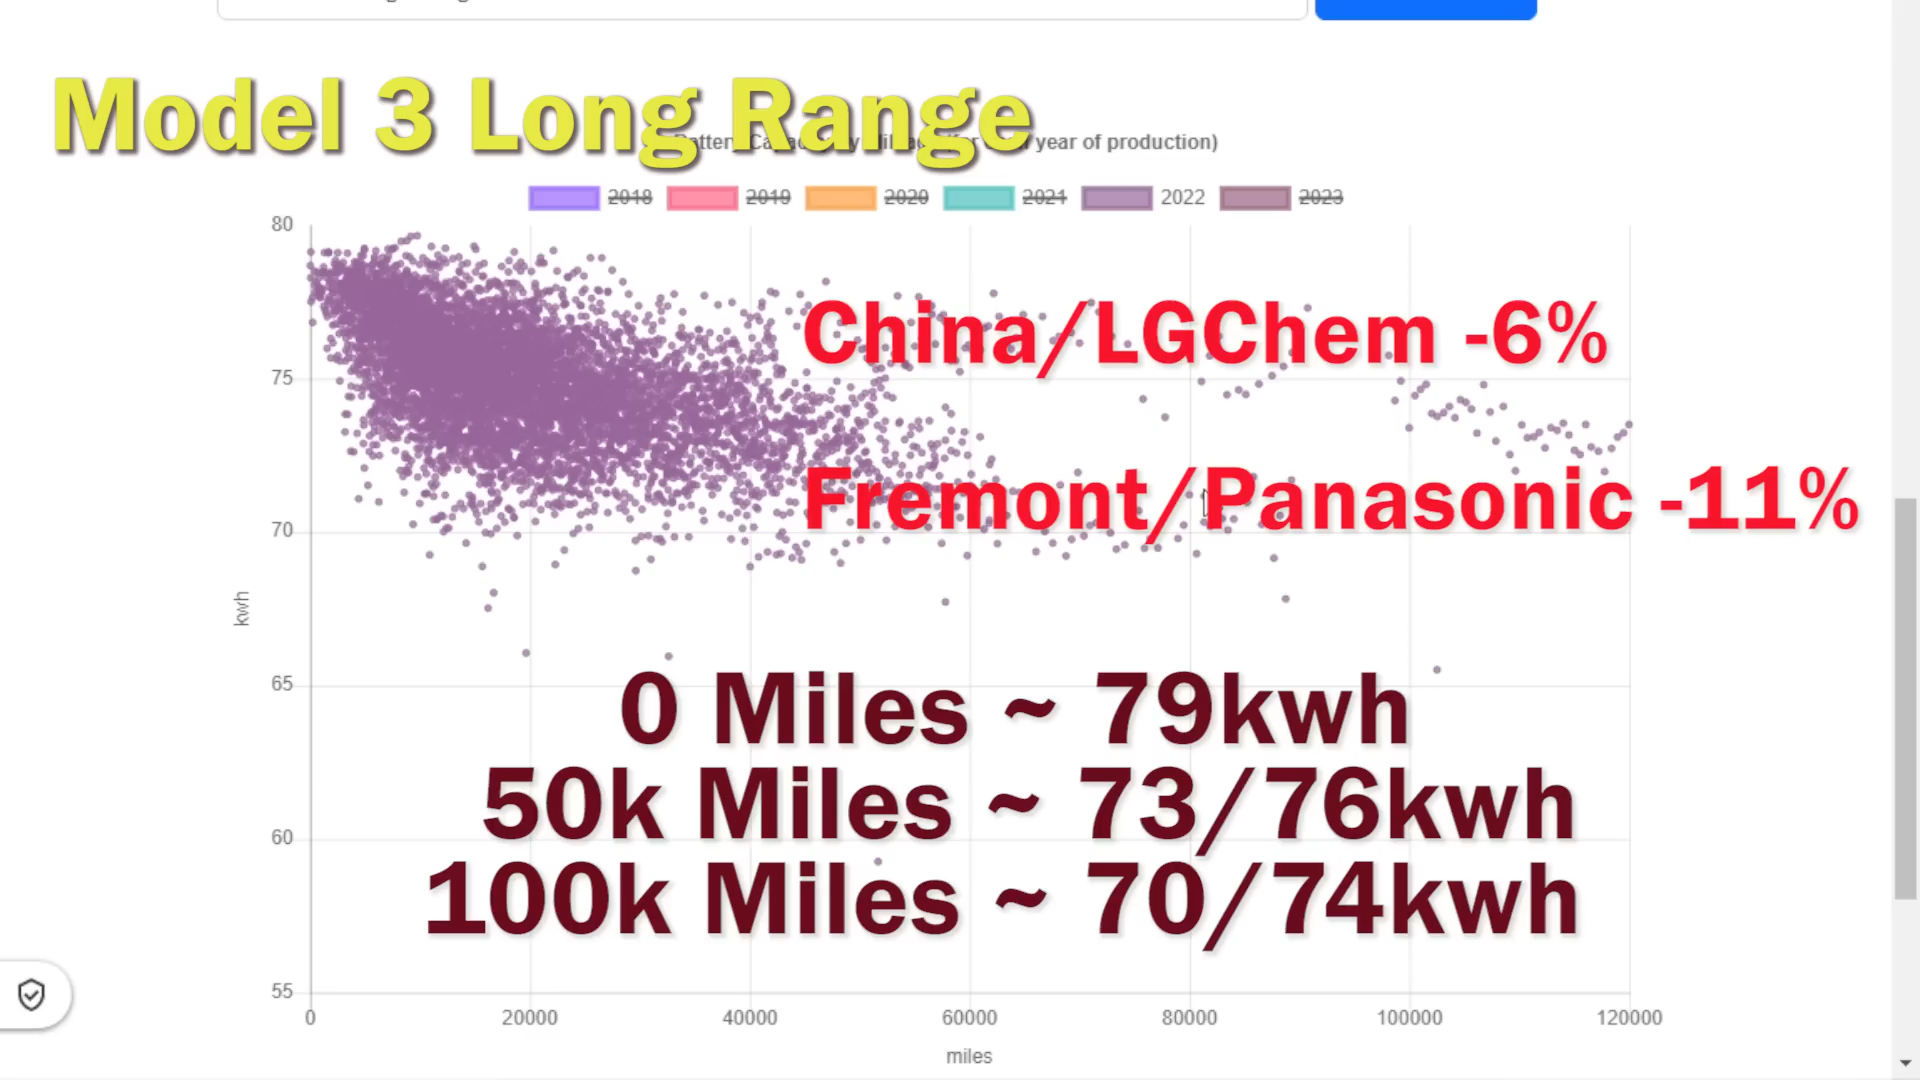 Model 3 Long Range
year of production)
2018 2019 2020 2021 2022 2023
80
China/LGChem -6%
75
Fremont/Panasonic -11%
70
kwh
65
0 Miles ~ 79kwh
50k Miles ~ 73/76kwh
60
100k Miles ~ 70/74kwh
55
0 20000 40000 60000 80000 100000 120000
miles